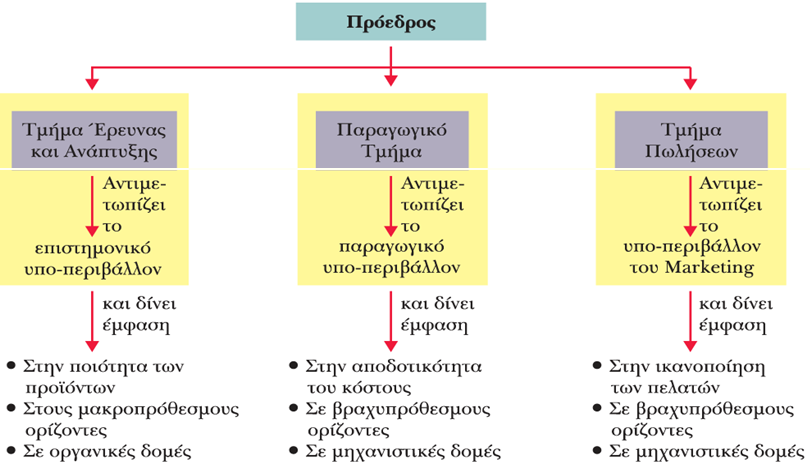 Πρόεδρος
Τμήμα Έρευνας
και Ανάπτυξης
Αντιμε-
τωπίζει
το
επιστημονικό
υπο-περιβάλλον
και δίνει
έμφαση
• Στην ποιότητα των
προϊόντων
• Στους μακροπρόθεσμους
ορίζοντες
• Σε οργανικές δομές
Παραγωγικό
Τμήμα
Αντιμε-
τωπίζει
το
παραγωγικό
υπο-περιβάλλον
και δίνει
έμφαση
• Στην αποδοτικότητα
του κόστους
• Σε βραχυπρόθεσμους
ορίζοντες
• Σε μηχανιστικές δομές
Τμήμα
Πωλήσεων
Αντιμε-
τωπίζει
το
υπο-περιβάλλον
του Marketing
και δίνει
έμφαση
• Στην ικανοποίηση
των πελατών
• Σε βραχυπρόθεσμους
ορίζοντες
• Σε μηχανιστικές δομές